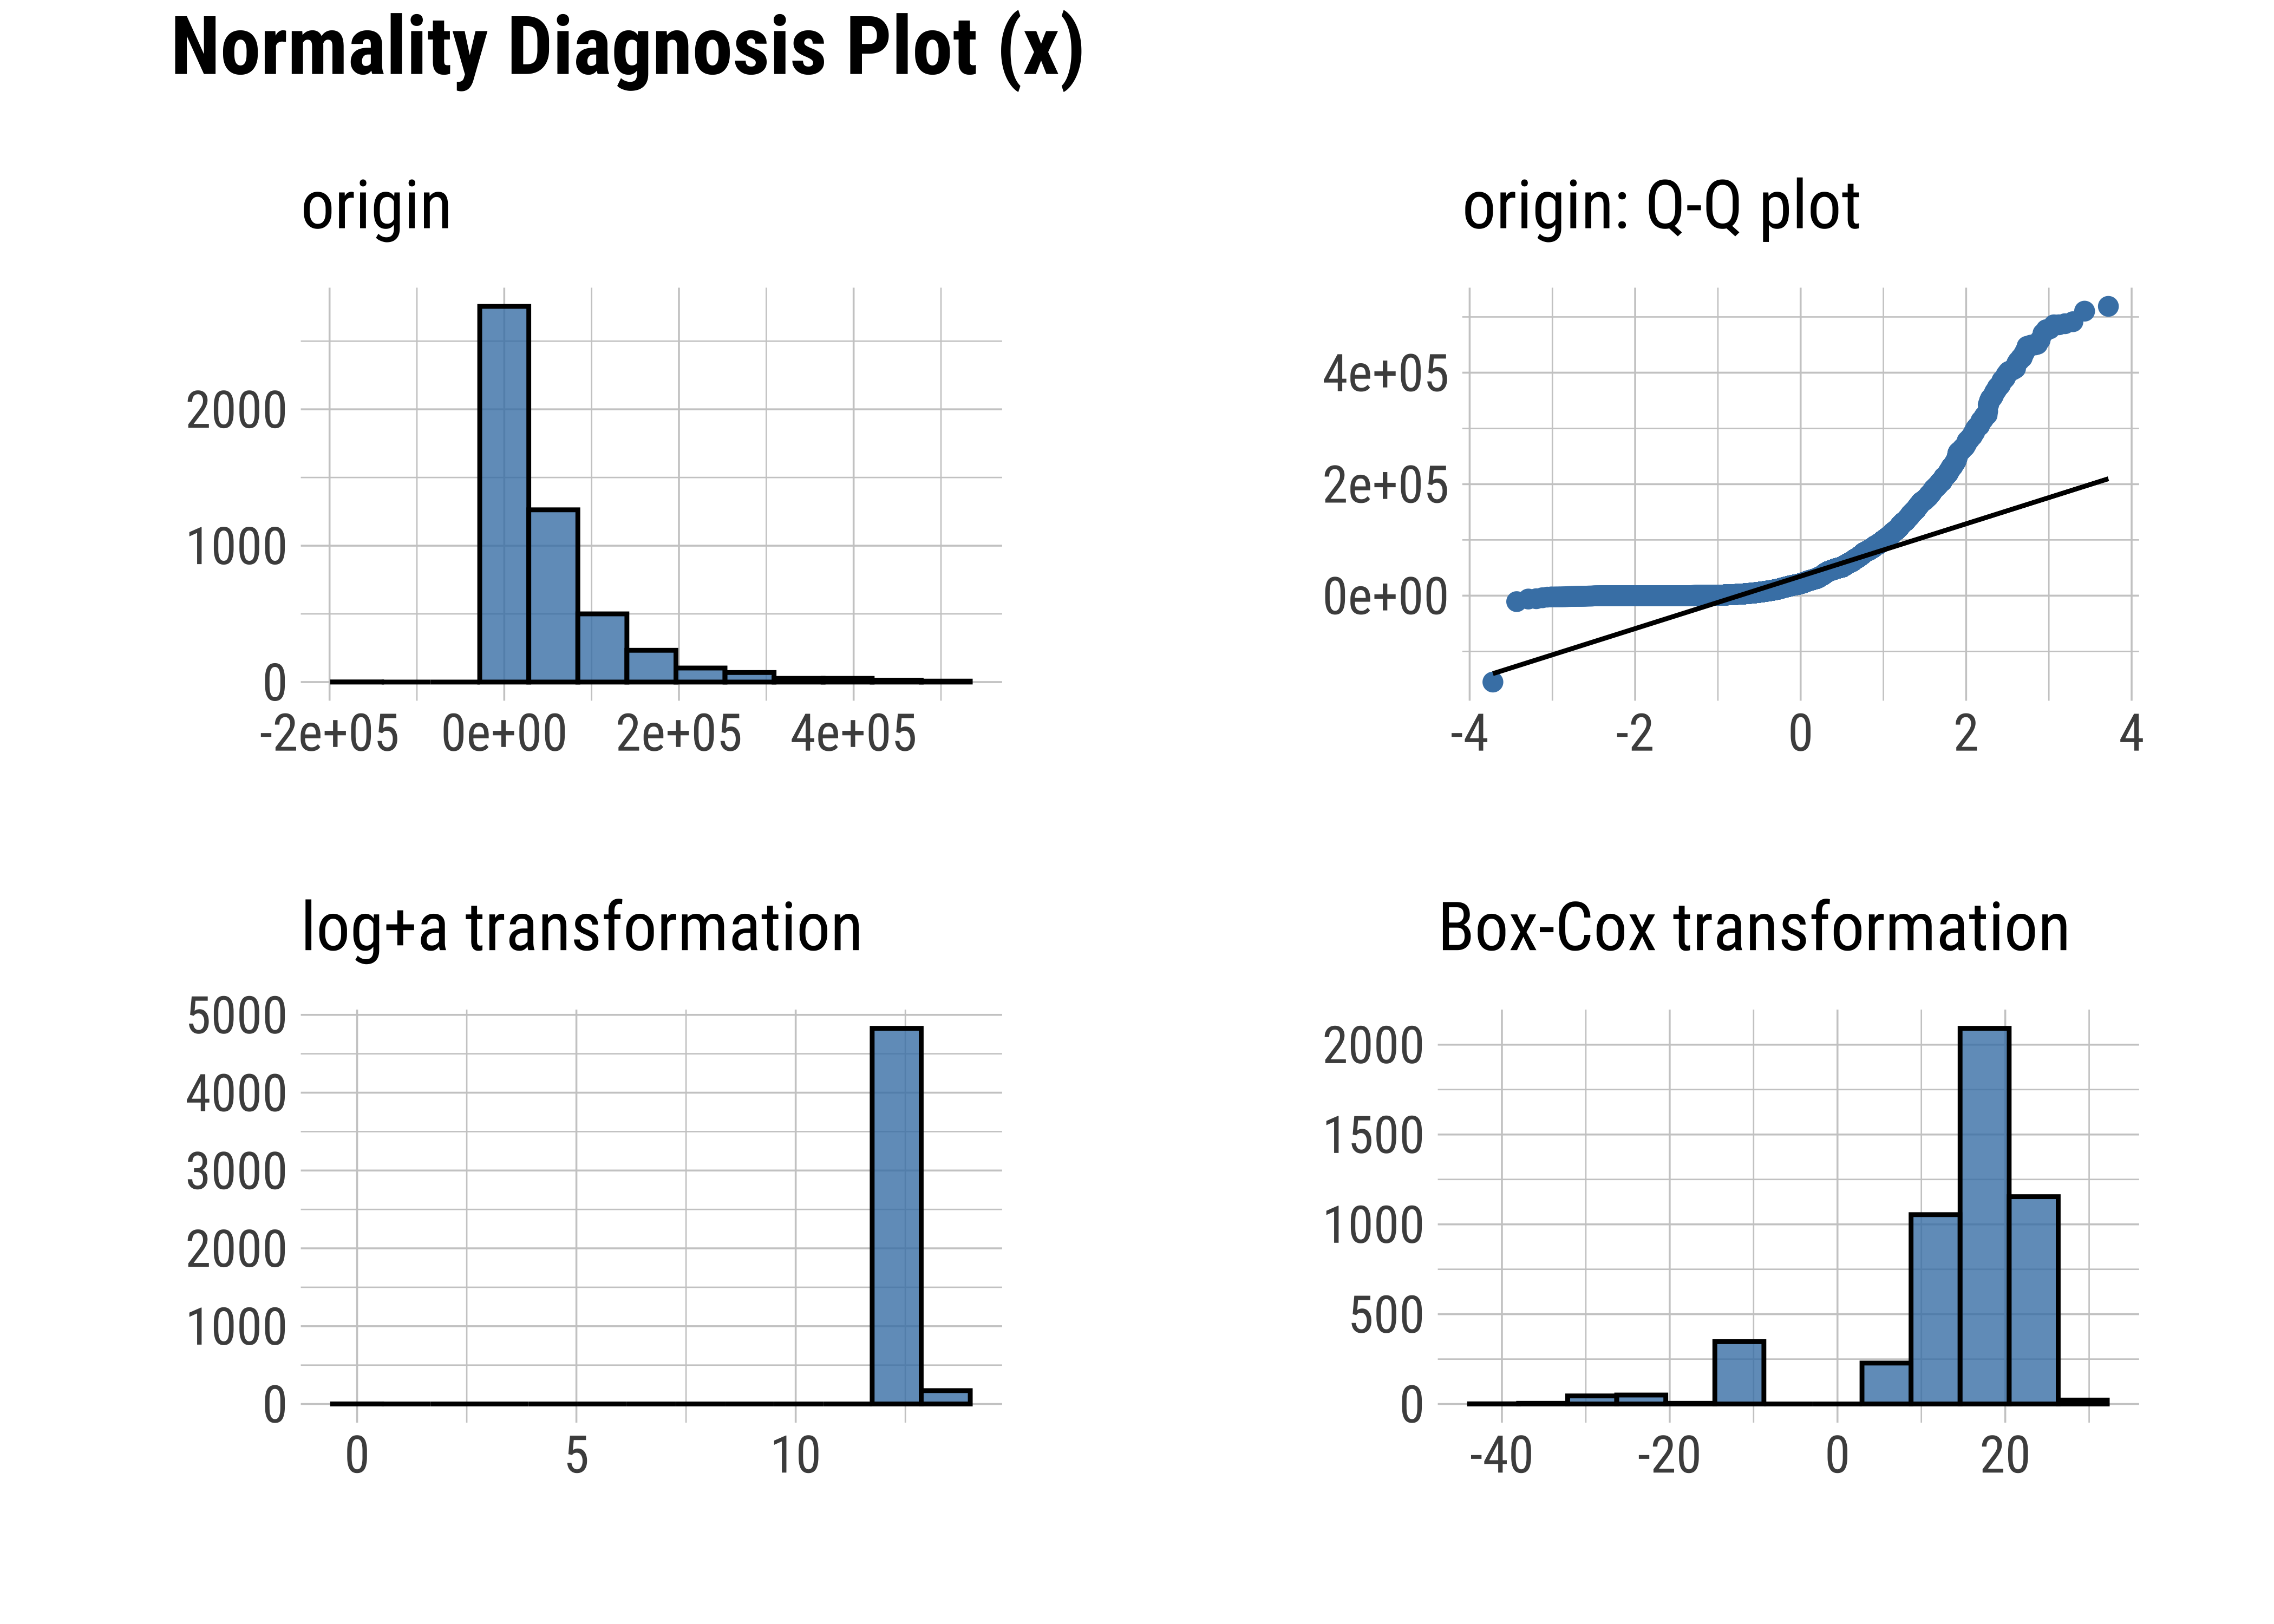 Normality Diagnosis Plot (x)
origin
2000
1000
0
-2e+05 0e+00 2e+05 4e+05
origin: Q-Q plot
4e+05
2e+05
0e+00
-4 -2 0 2 4
log+a transformation
5000
4000
3000
2000
1000
0
0 5 10
Box-Cox transformation
2000
1500
1000
500
0
-40 -20 0 20